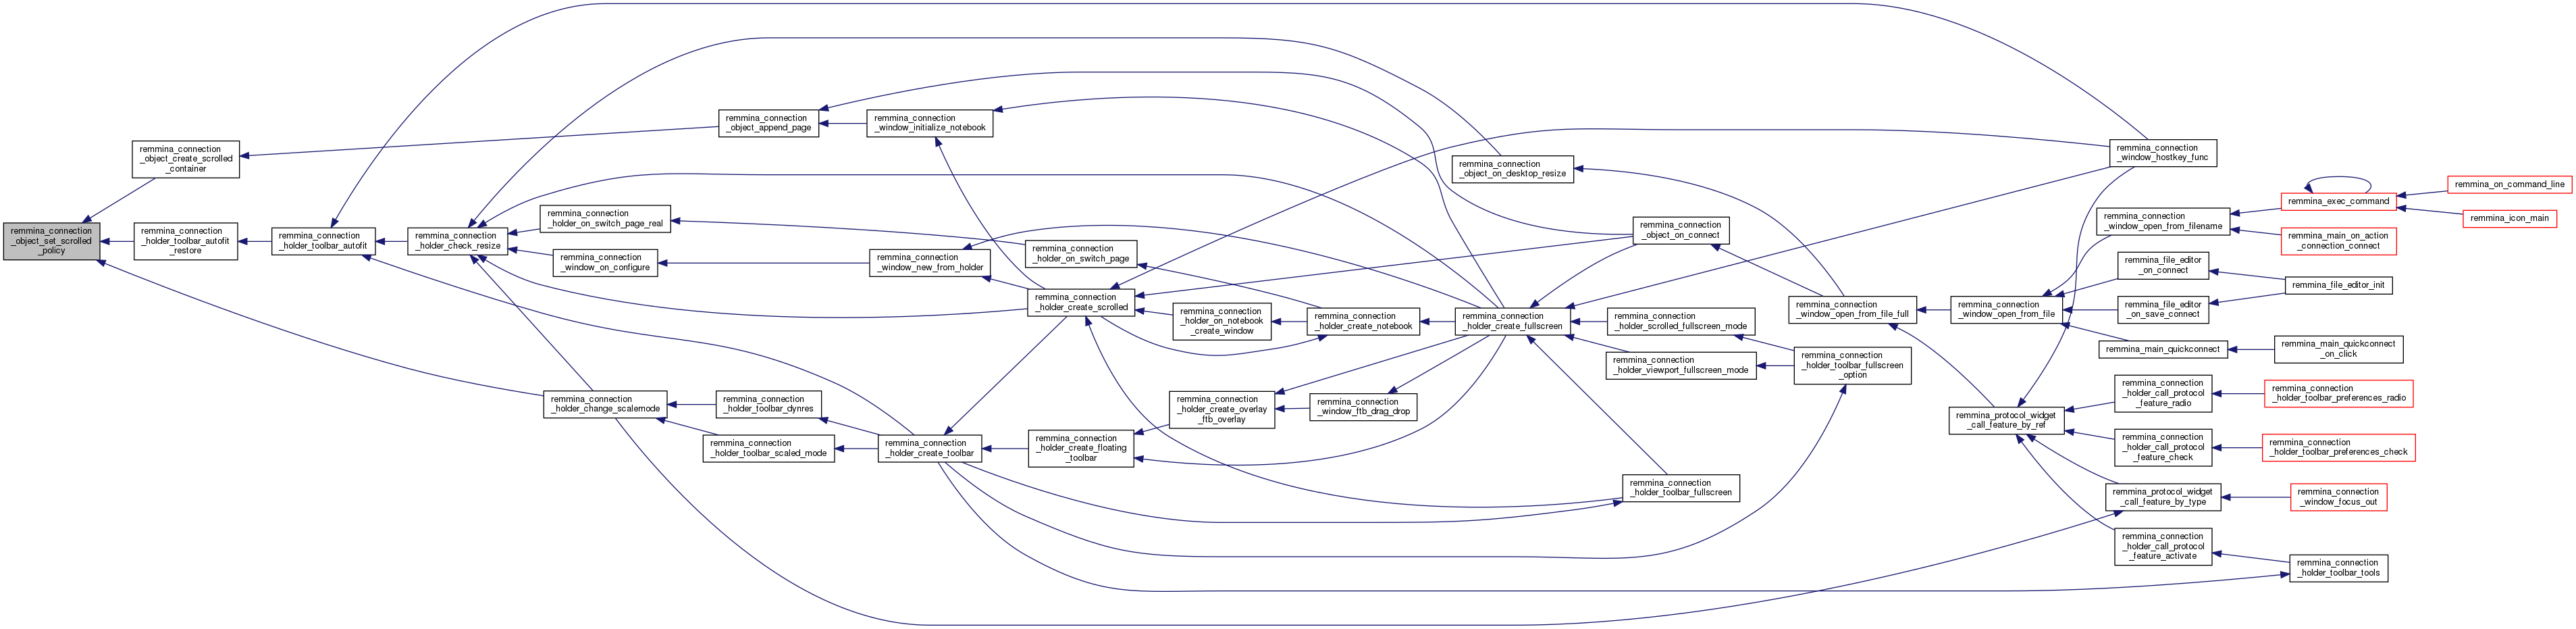 remmina_connection
_object_set_scrolled
_policy
remmina_connection
_object_create_scrolled
_container
remmina_connection
_holder_toolbar_autofit
_restore
remmina_connection
_holder_toolbar_autofit
remmina_connection
_holder_check_resize
remmina_connection
_holder_on_switch_page_real
remmina_connection
_window_on_configure
remmina_connection
_holder_change_scalemode
remmina_connection
_object_append_page
remmina_connection
_holder_toolbar_dynres
remmina_connection
_holder_toolbar_scaled_mode
remmina_connection
_window_initialize_notebook
remmina_connection
_window_new_from_holder
remmina_connection
_holder_create_toolbar
remmina_connection
_holder_on_switch_page
remmina_connection
_holder_create_scrolled
remmina_connection
_holder_create_floating
_toolbar
remmina_connection
_holder_on_notebook
_create_window
remmina_connection
_holder_create_overlay
_ftb_overlay
remmina_connection
_holder_create_notebook
remmina_connection
_window_ftb_drag_drop
remmina_connection
_object_on_desktop_resize
remmina_connection
_holder_create_fullscreen
remmina_connection
_object_on_connect
remmina_connection
_holder_scrolled_fullscreen_mode
remmina_connection
_holder_viewport_fullscreen_mode
remmina_connection
_holder_toolbar_fullscreen
remmina_connection
_window_open_from_file_full
remmina_connection
_holder_toolbar_fullscreen
_option
remmina_connection
_window_open_from_file
remmina_protocol_widget
_call_feature_by_ref
remmina_connection
_window_hostkey_func
remmina_connection
_window_open_from_filename
remmina_file_editor
_on_connect
remmina_file_editor
_on_save_connect
remmina_main_quickconnect
remmina_connection
_holder_call_protocol
_feature_radio
remmina_connection
_holder_call_protocol
_feature_check
remmina_protocol_widget
_call_feature_by_type
remmina_connection
_holder_call_protocol
_feature_activate
remmina_exec_command
remmina_main_on_action
_connection_connect
remmina_file_editor_init
remmina_main_quickconnect
_on_click
remmina_connection
_holder_toolbar_preferences_radio
remmina_connection
_holder_toolbar_preferences_check
remmina_connection
_window_focus_out
remmina_connection
_holder_toolbar_tools
remmina_on_command_line
remmina_icon_main